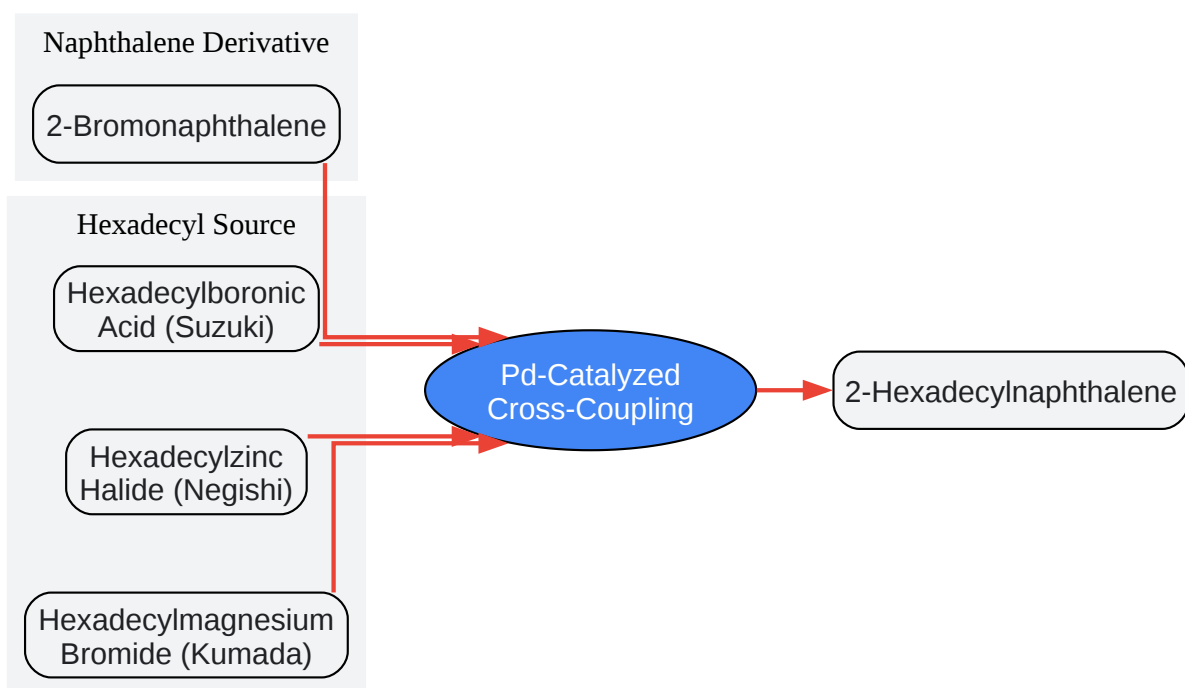 Naphthalene Derivative
2-Bromonaphthalene
Hexadecyl Source
Hexadecylboronic
Acid (Suzuki)
Hexadecylzinc
Halide (Negishi)
Hexadecylmagnesium
Bromide (Kumada)
Pd-Catalyzed
Cross-Coupling
2-Hexadecylnaphthalene